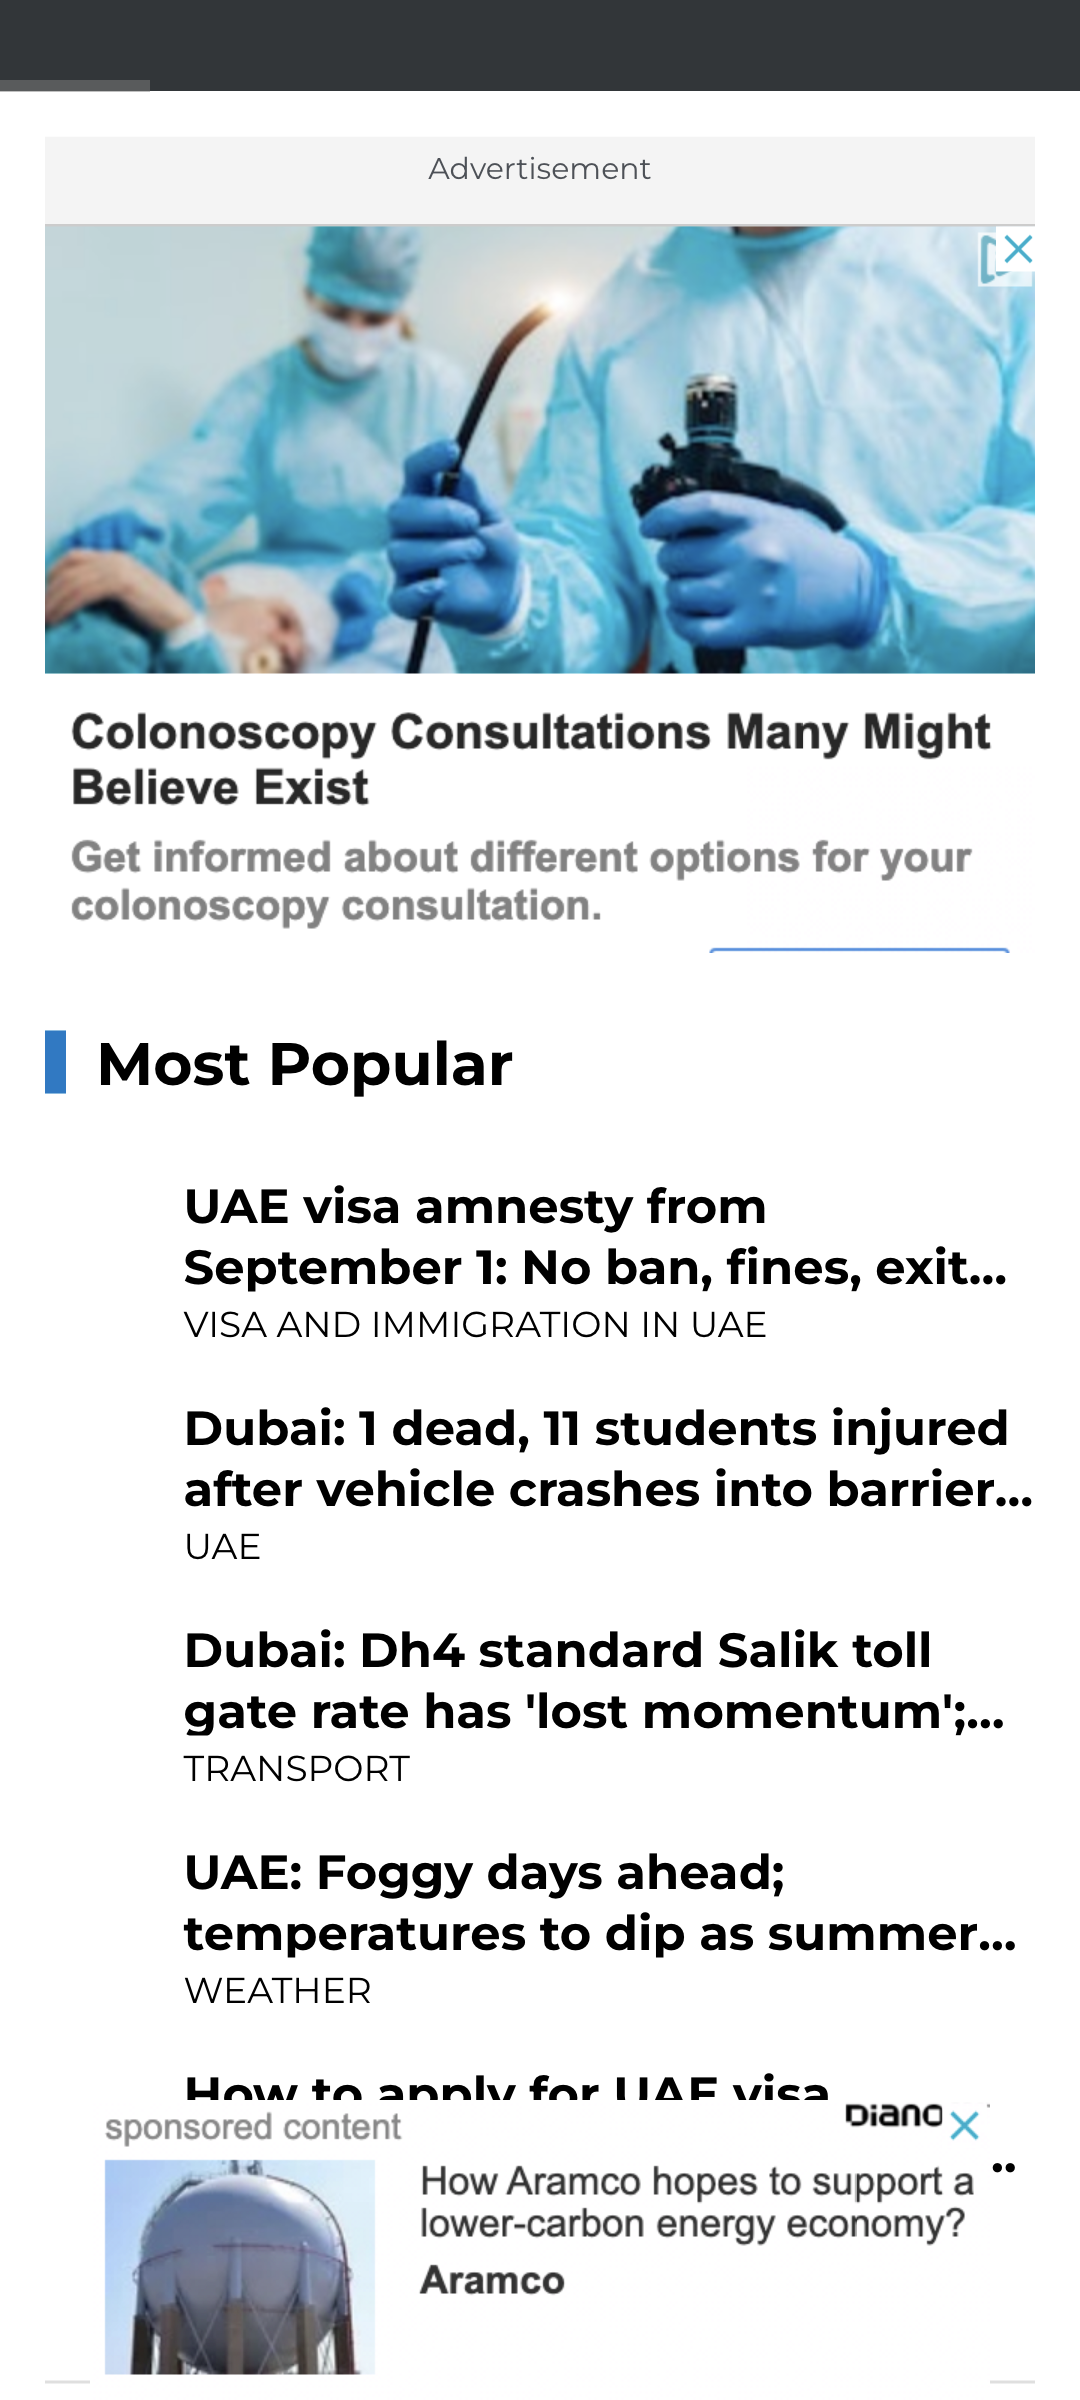 Advertisement
Colonoscopy Consultations Many Might
Believe Exist
Get informed about different options for your
colonoscopy consultation.
Most Popular
UAE visa amnesty from
September 1: No ban, fines, exit...
VISA AND IMMIGRATION IN UAE
Dubai: 1 dead, 11 students injured
after vehicle crashes into barrier...
UAE
Dubai: Dh4 standard Salik toll
gate rate has 'lost momentum';...
TRANSPORT
UAE: Foggy days ahead;
temperatures to dip as summer...
WEATHER
How to apply for UAE visa
sponsored content
How Aramco hopes to support a
lower-carbon energy economy?
Aramco